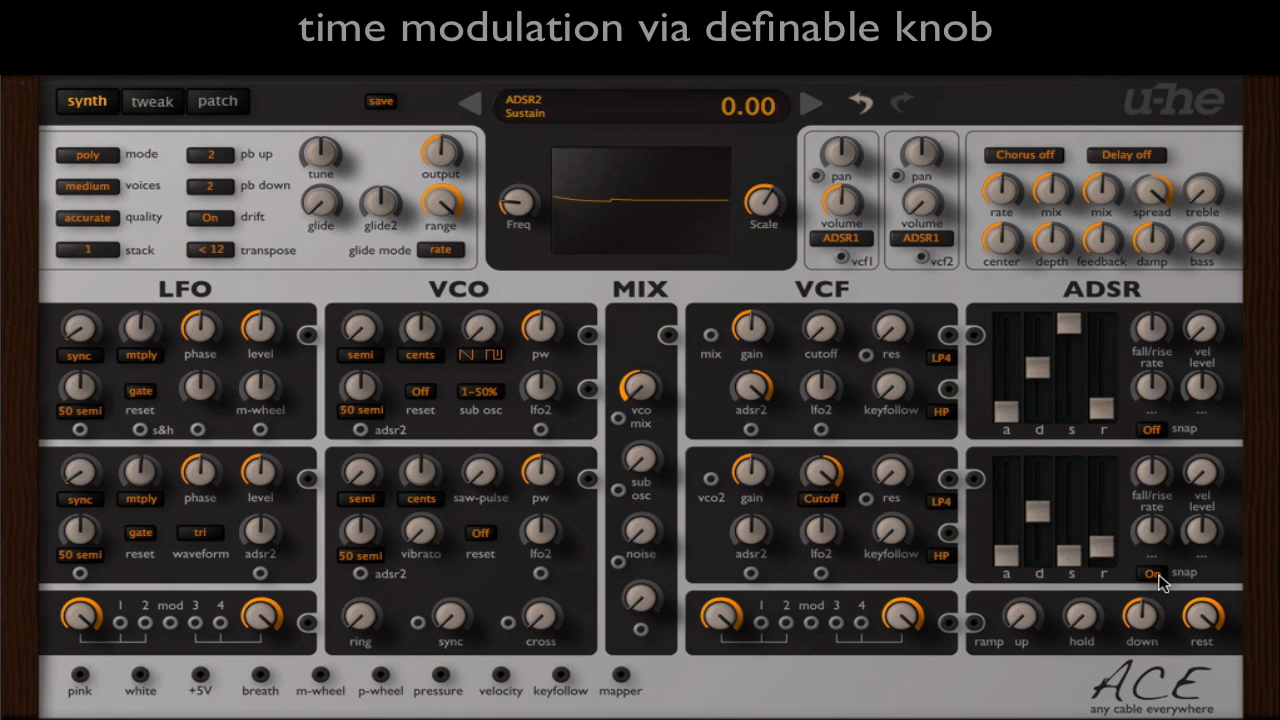 time modulation via definable knob
synth tweak patch save ADSR2 0.00 u-he
Sustain
poly mode 2 pb up Chorus off Delay off
tune output pan pan
medium voices 2 pb down
rate mix mix spread treble
accurate quality On drift
glide glide2 range Freq Scale volume volume
ADSR1 ADSR1
1 stack < 12 transpose glide mode rate
vcf1 vcf2 center depth feedback damp bass
LFO VCO MIX VCF ADSR
sync mtply phase level semi cents pw mix gain cutoff res LP4 fall/rise vel
rate level
gate Off 1-50%
50 semi reset m-wheel 50 semi reset sub osc lfo2 vco adsr2 lfo2 keyfollow HP ... ...
mix
s&h adsr2 a d s r Off snap
sub
osc
sync mtply phase level semi cents saw-pulse pw vco2 gain Cutoff res LP4 fall/rise vel
rate level
gate tri Off
50 semi reset waveform adsr2 50 semi vibrato reset lfo2 noise adsr2 lfo2 keyfollow HP ... ...
adsr2 a d s r On snap
1 2 mod 3 4 1 2 mod 3 4
ring sync cross ramp up hold down rest
pink white +5V breath m-wheel p-wheel pressure velocity keyfollow mapper
ACE
any cable everywhere